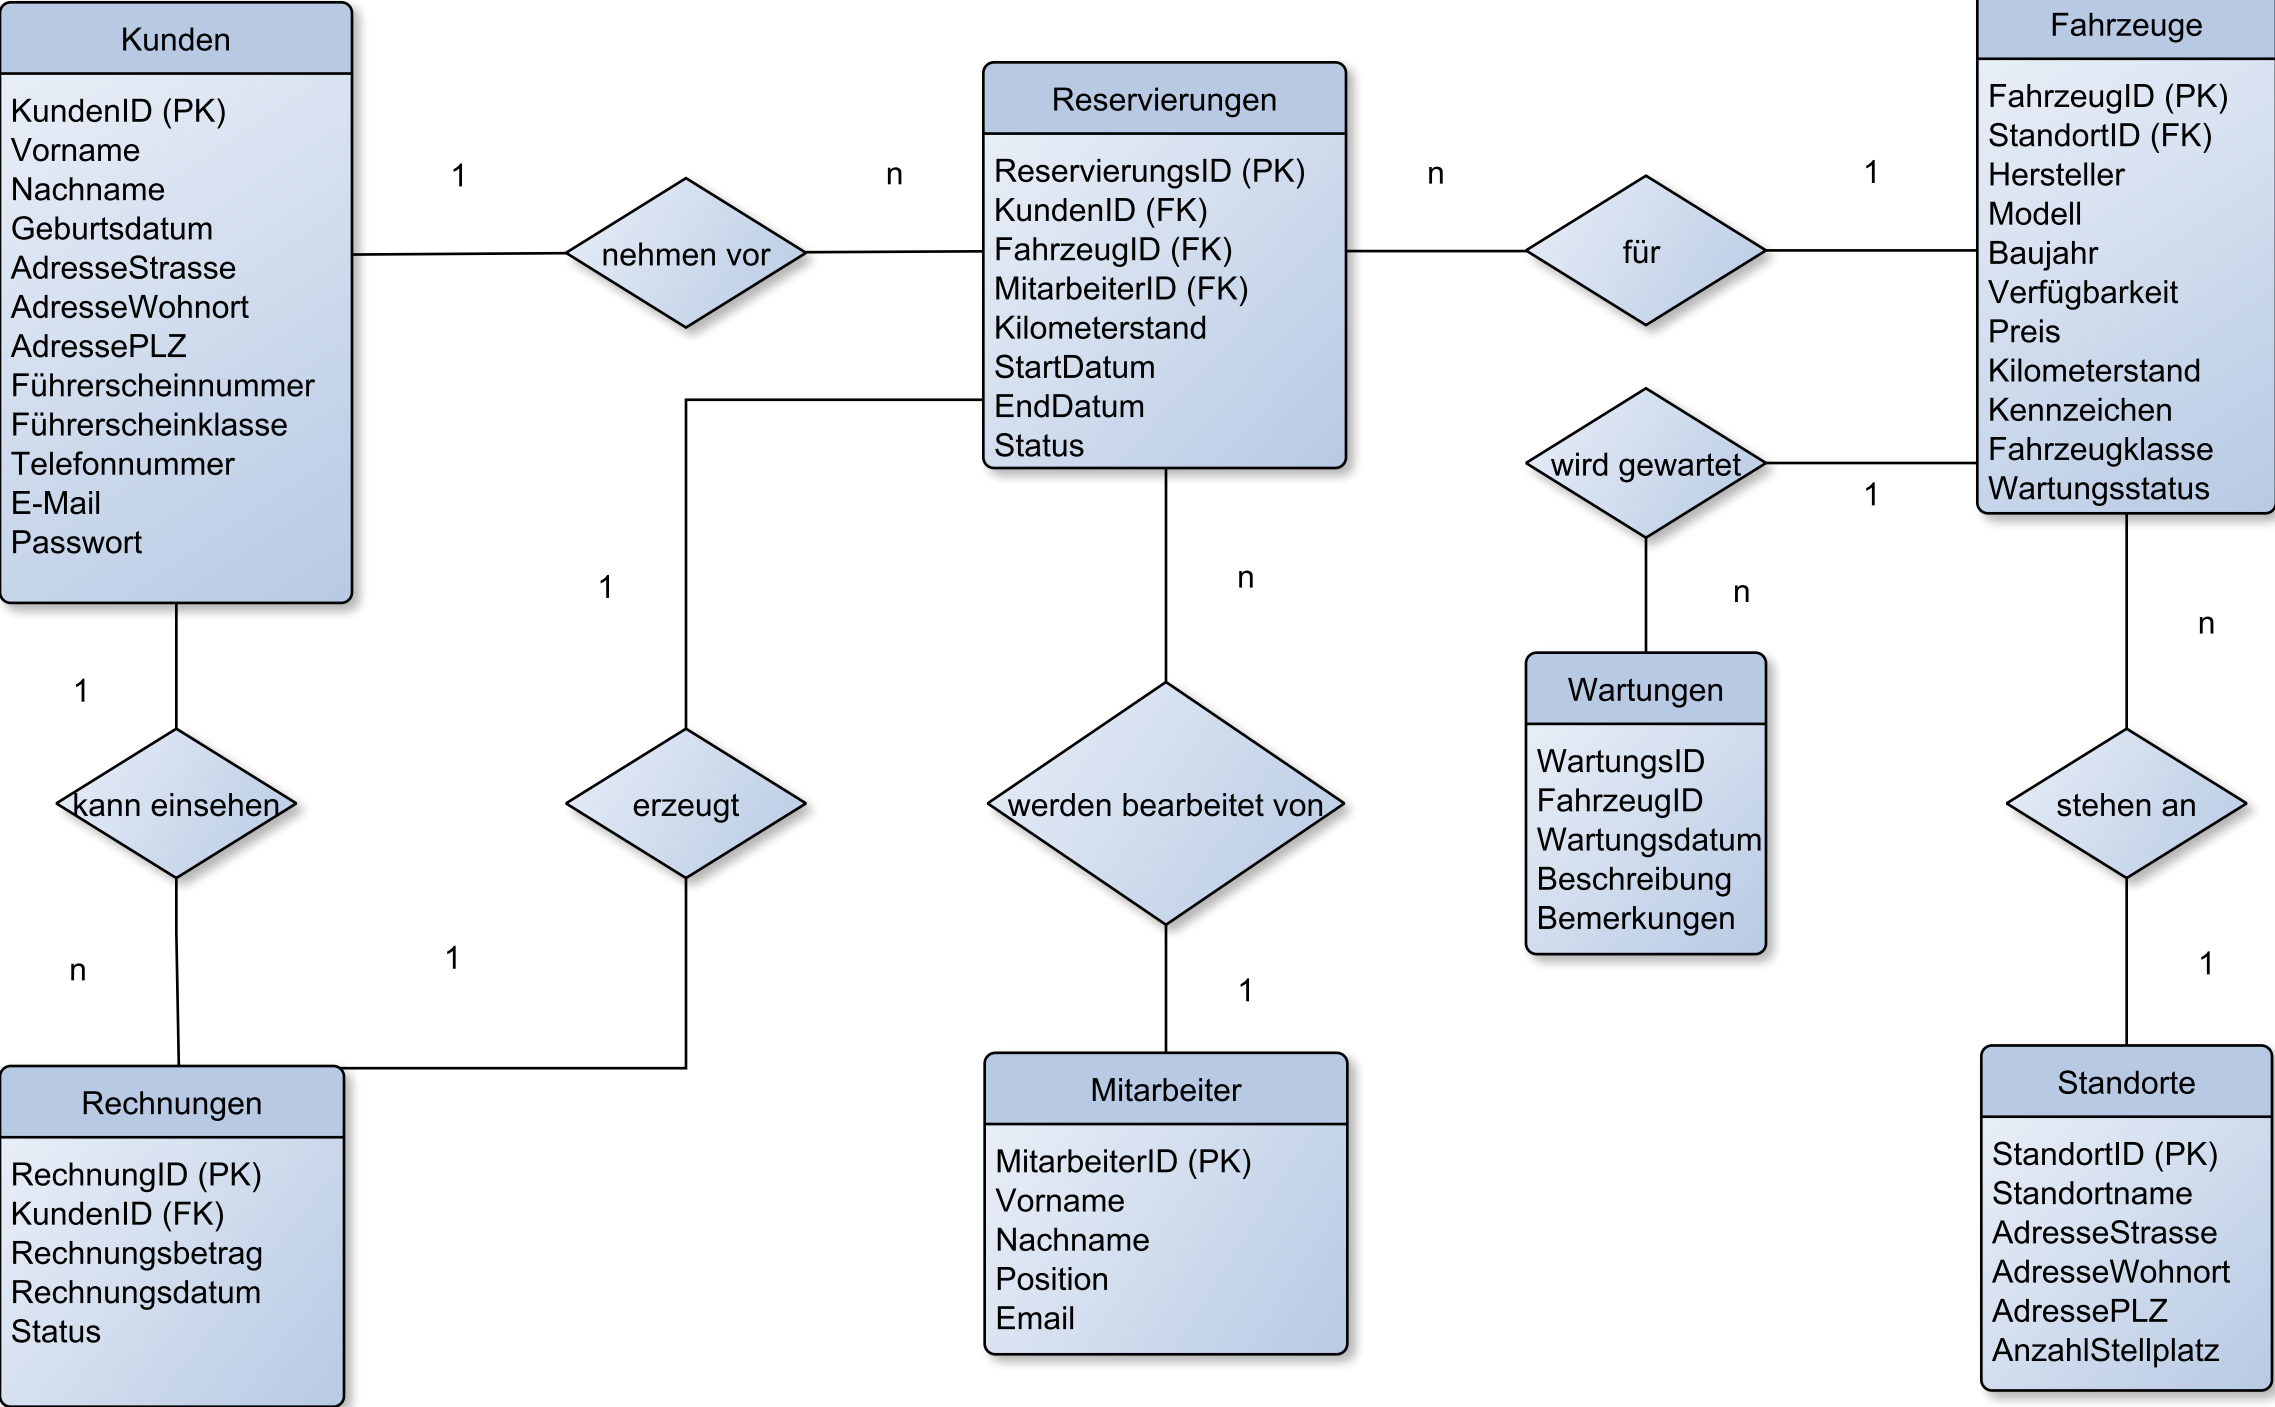 Kunden
KundenID (PK)
Vorname
Nachname
Geburtsdatum
AdresseStrasse
AdresseWohnort
AdressePLZ
Führerscheinnummer
Führerscheinklasse
Telefonnummer
E-Mail
Passwort
1
nehmen vor
n
Reservierungen
ReservierungsID (PK)
KundenID (FK)
FahrzeugID (FK)
MitarbeiterID (FK)
Kilometerstand
StartDatum
EndDatum
Status
n
für
1
Fahrzeuge
FahrzeugID (PK)
StandortID (FK)
Hersteller
Modell
Baujahr
Verfügbarkeit
Preis
Kilometerstand
Kennzeichen
Fahrzeugklasse
Wartungsstatus
wird gewartet
1
n
1
kann einsehen
n
1
erzeugt
1
n
werden bearbeitet von
1
Wartungen
WartungsID
FahrzeugID
Wartungsdatum
Beschreibung
Bemerkungen
n
stehen an
1
Rechnungen
RechnungID (PK)
KundenID (FK)
Rechnungsbetrag
Rechnungsdatum
Status
Mitarbeiter
MitarbeiterID (PK)
Vorname
Nachname
Position
Email
Standorte
StandortID (PK)
Standortname
AdresseStrasse
AdresseWohnort
AdressePLZ
AnzahlStellplatz